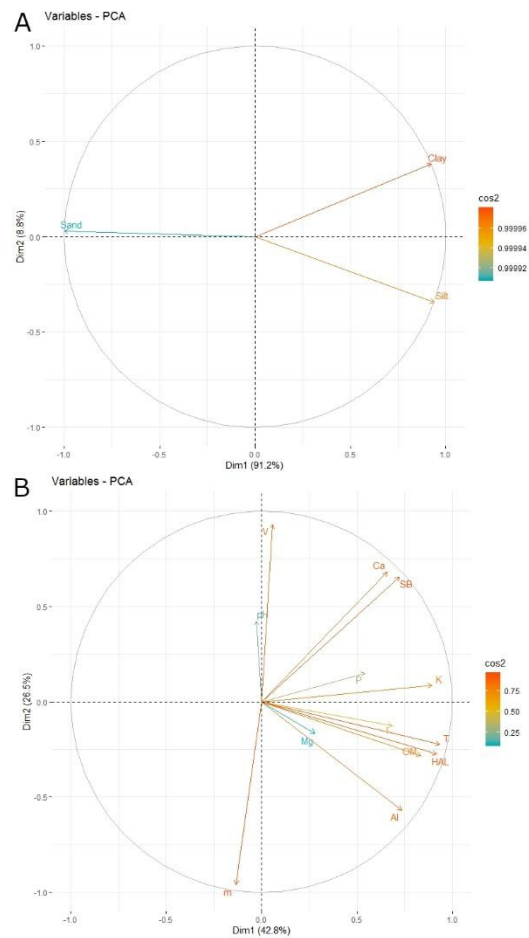 A
Variables - PCA
1.0
0.5
0.0
-0.5
-1.0
Dim2 (8.8%)
Sand
Clay
Silt
-1.0 -0.5 0.0 0.5 1.0
Dim1 (91.2%)
cos2
0.99996
0.99994
0.99992
B
Variables - PCA
1.0
0.5
0.0
-0.5
-1.0
Dim2 (26.5%)
V
Ca
SB
pH
P
K
r
T
Mg
OM
HAL
Al
m
-1.0 -0.5 0.0 0.5 1.0
Dim1 (42.8%)
cos2
0.75
0.50
0.25